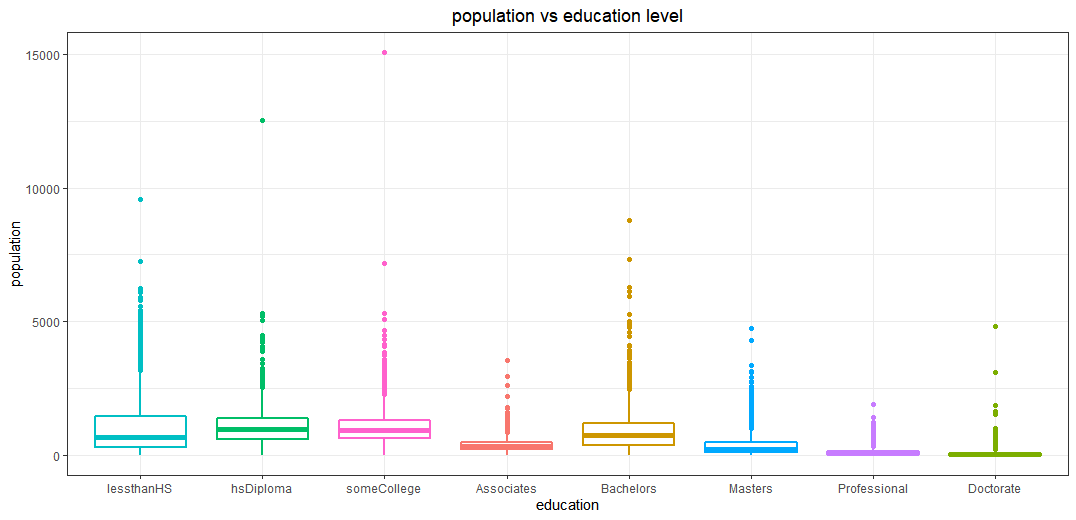 population vs education level
15000
10000
5000
0
population
lessthanHS hsDiploma someCollege Associates Bachelors Masters Professional Doctorate
education